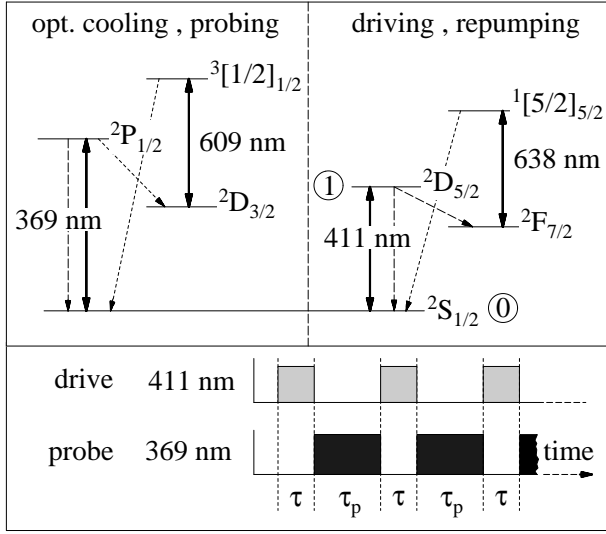 opt. cooling , probing
driving , repumping
³[1/2]₁/₂
¹[5/2]₅/₂
²P₁/₂
609 nm
638 nm
²D₃/₂
① ²D₅/₂
369 nm
411 nm
²F₇/₂
²S₁/₂ ⓪
drive 411 nm
probe 369 nm
time
τ τₚ τ τₚ τ